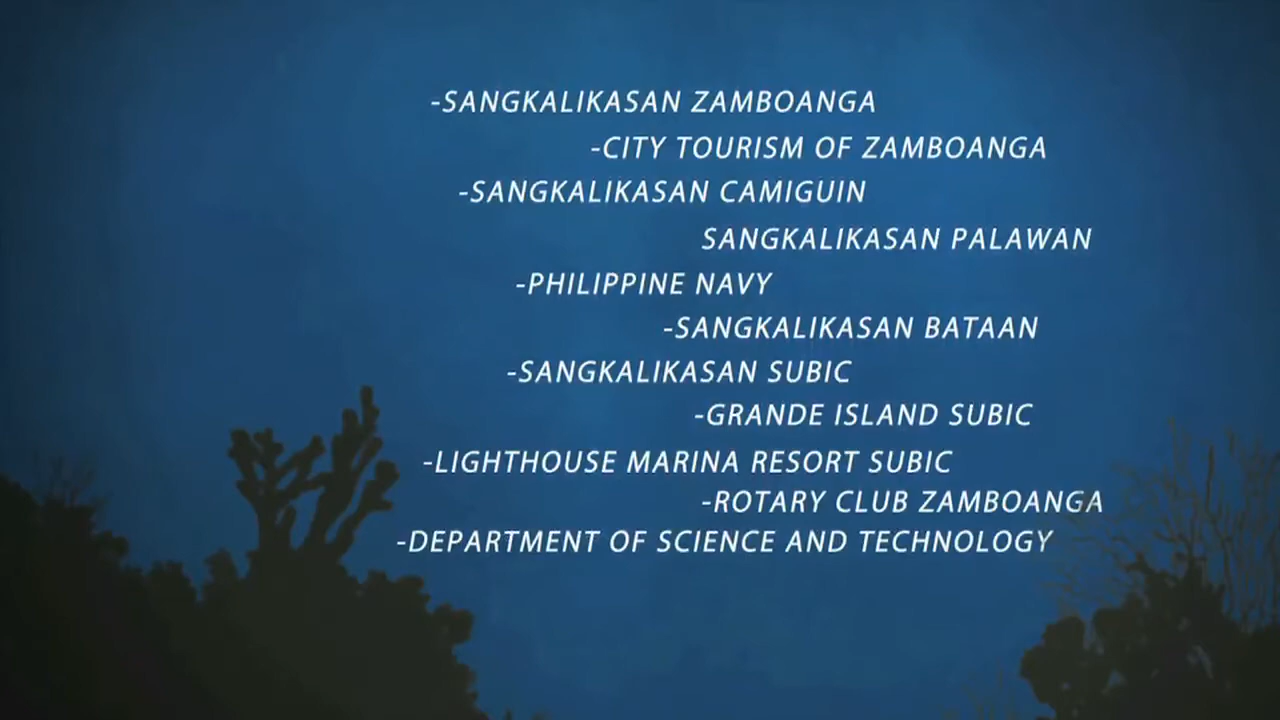 -SANGKALIKASAN ZAMBOANGA
-CITY TOURISM OF ZAMBOANGA
-SANGKALIKASAN CAMIGUIN
SANGKALIKASAN PALAWAN
-PHILIPPINE NAVY
-SANGKALIKASAN BATAAN
-SANGKALIKASAN SUBIC
-GRANDE ISLAND SUBIC
-LIGHTHOUSE MARINA RESORT SUBIC
-ROTARY CLUB ZAMBOANGA
-DEPARTMENT OF SCIENCE AND TECHNOLOGY